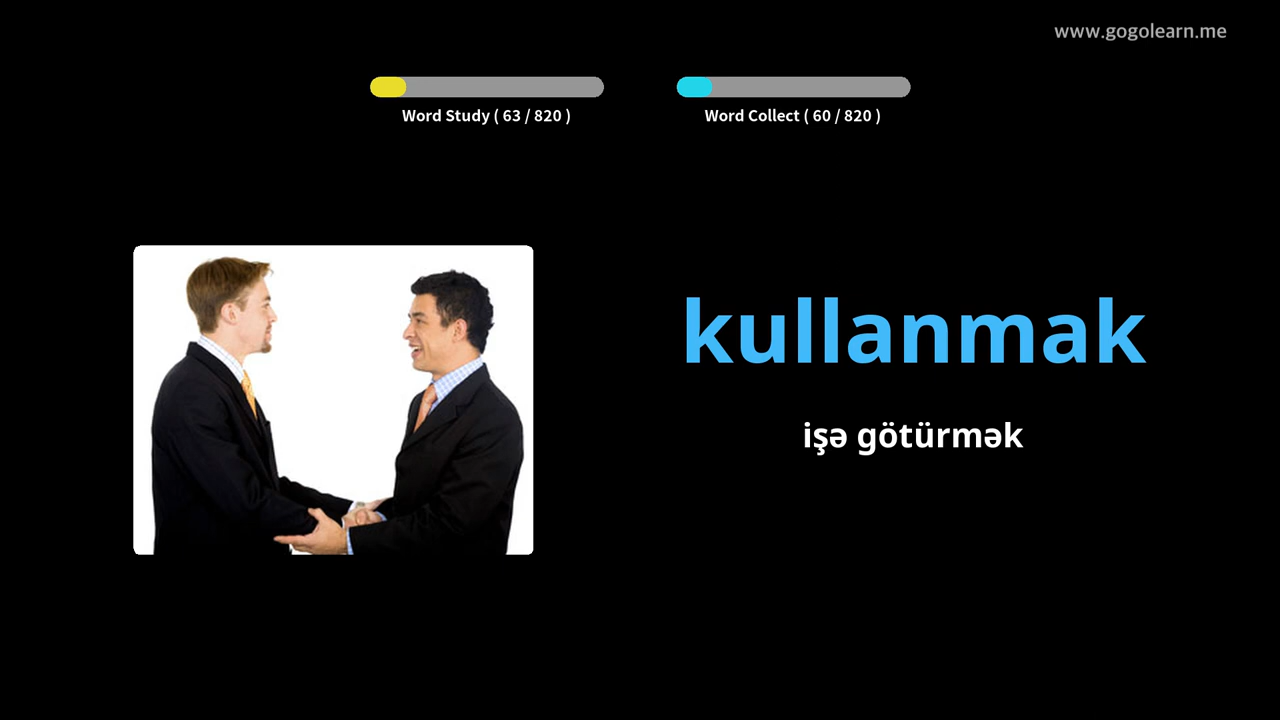 www.gogolearn.me
Word Study ( 63 / 820 )
Word Collect ( 60 / 820 )
kullanmak
işə götürmək